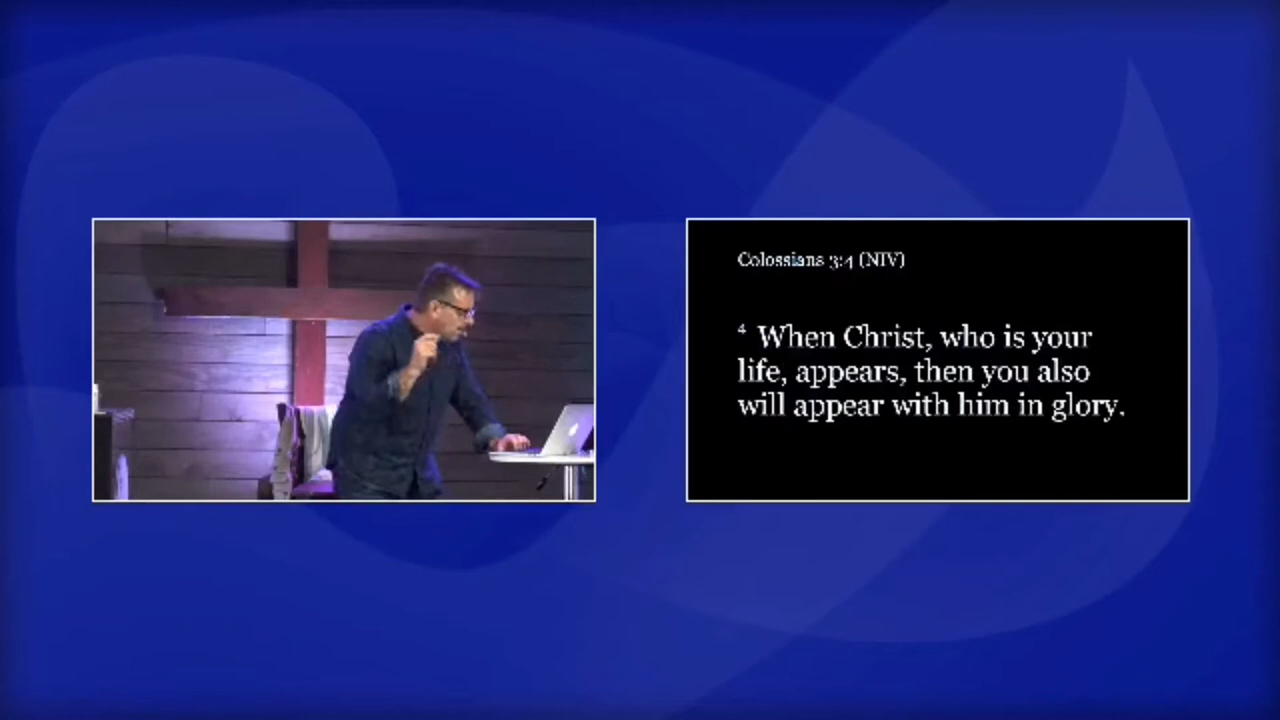 Colossians 3:4 (NIV)
4 When Christ, who is your
life, appears, then you also
will appear with him in glory.